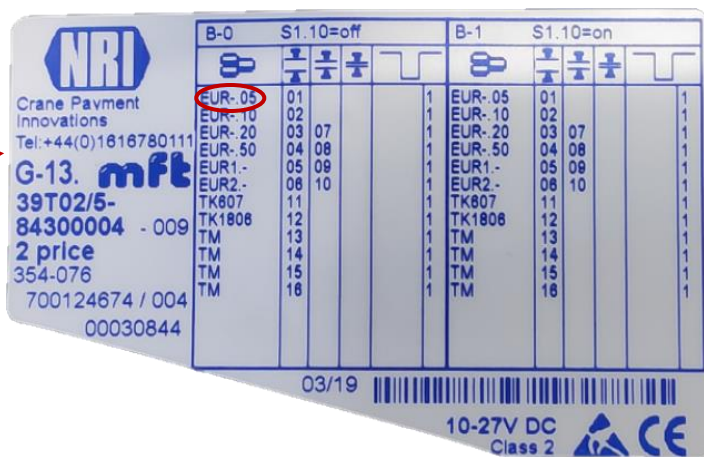 NRI
Crane Payment
Innovations
Tel:+44(0)1616780111
G-13. mft
39T02/5-
84300004 - 009
2 price
354-076
700124674 / 004
00030844
B-0 S1.10=off
EUR-.05 01 1
EUR-.10 02 1
EUR-.20 03 07 1
EUR-.50 04 08 1
EUR1.- 05 09 1
EUR2.- 06 10 1
TK607 11 1
TK1806 12 1
TM 13 1
TM 14 1
TM 15 1
TM 16 1
B-1 S1.10=on
EUR-.05 01 1
EUR-.10 02 1
EUR-.20 03 07 1
EUR-.50 04 08 1
EUR1.- 05 09 1
EUR2.- 06 10 1
TK607 11 1
TK1806 12 1
TM 13 1
TM 14 1
TM 15 1
TM 16 1
03/19
10-27V DC
Class 2
CE